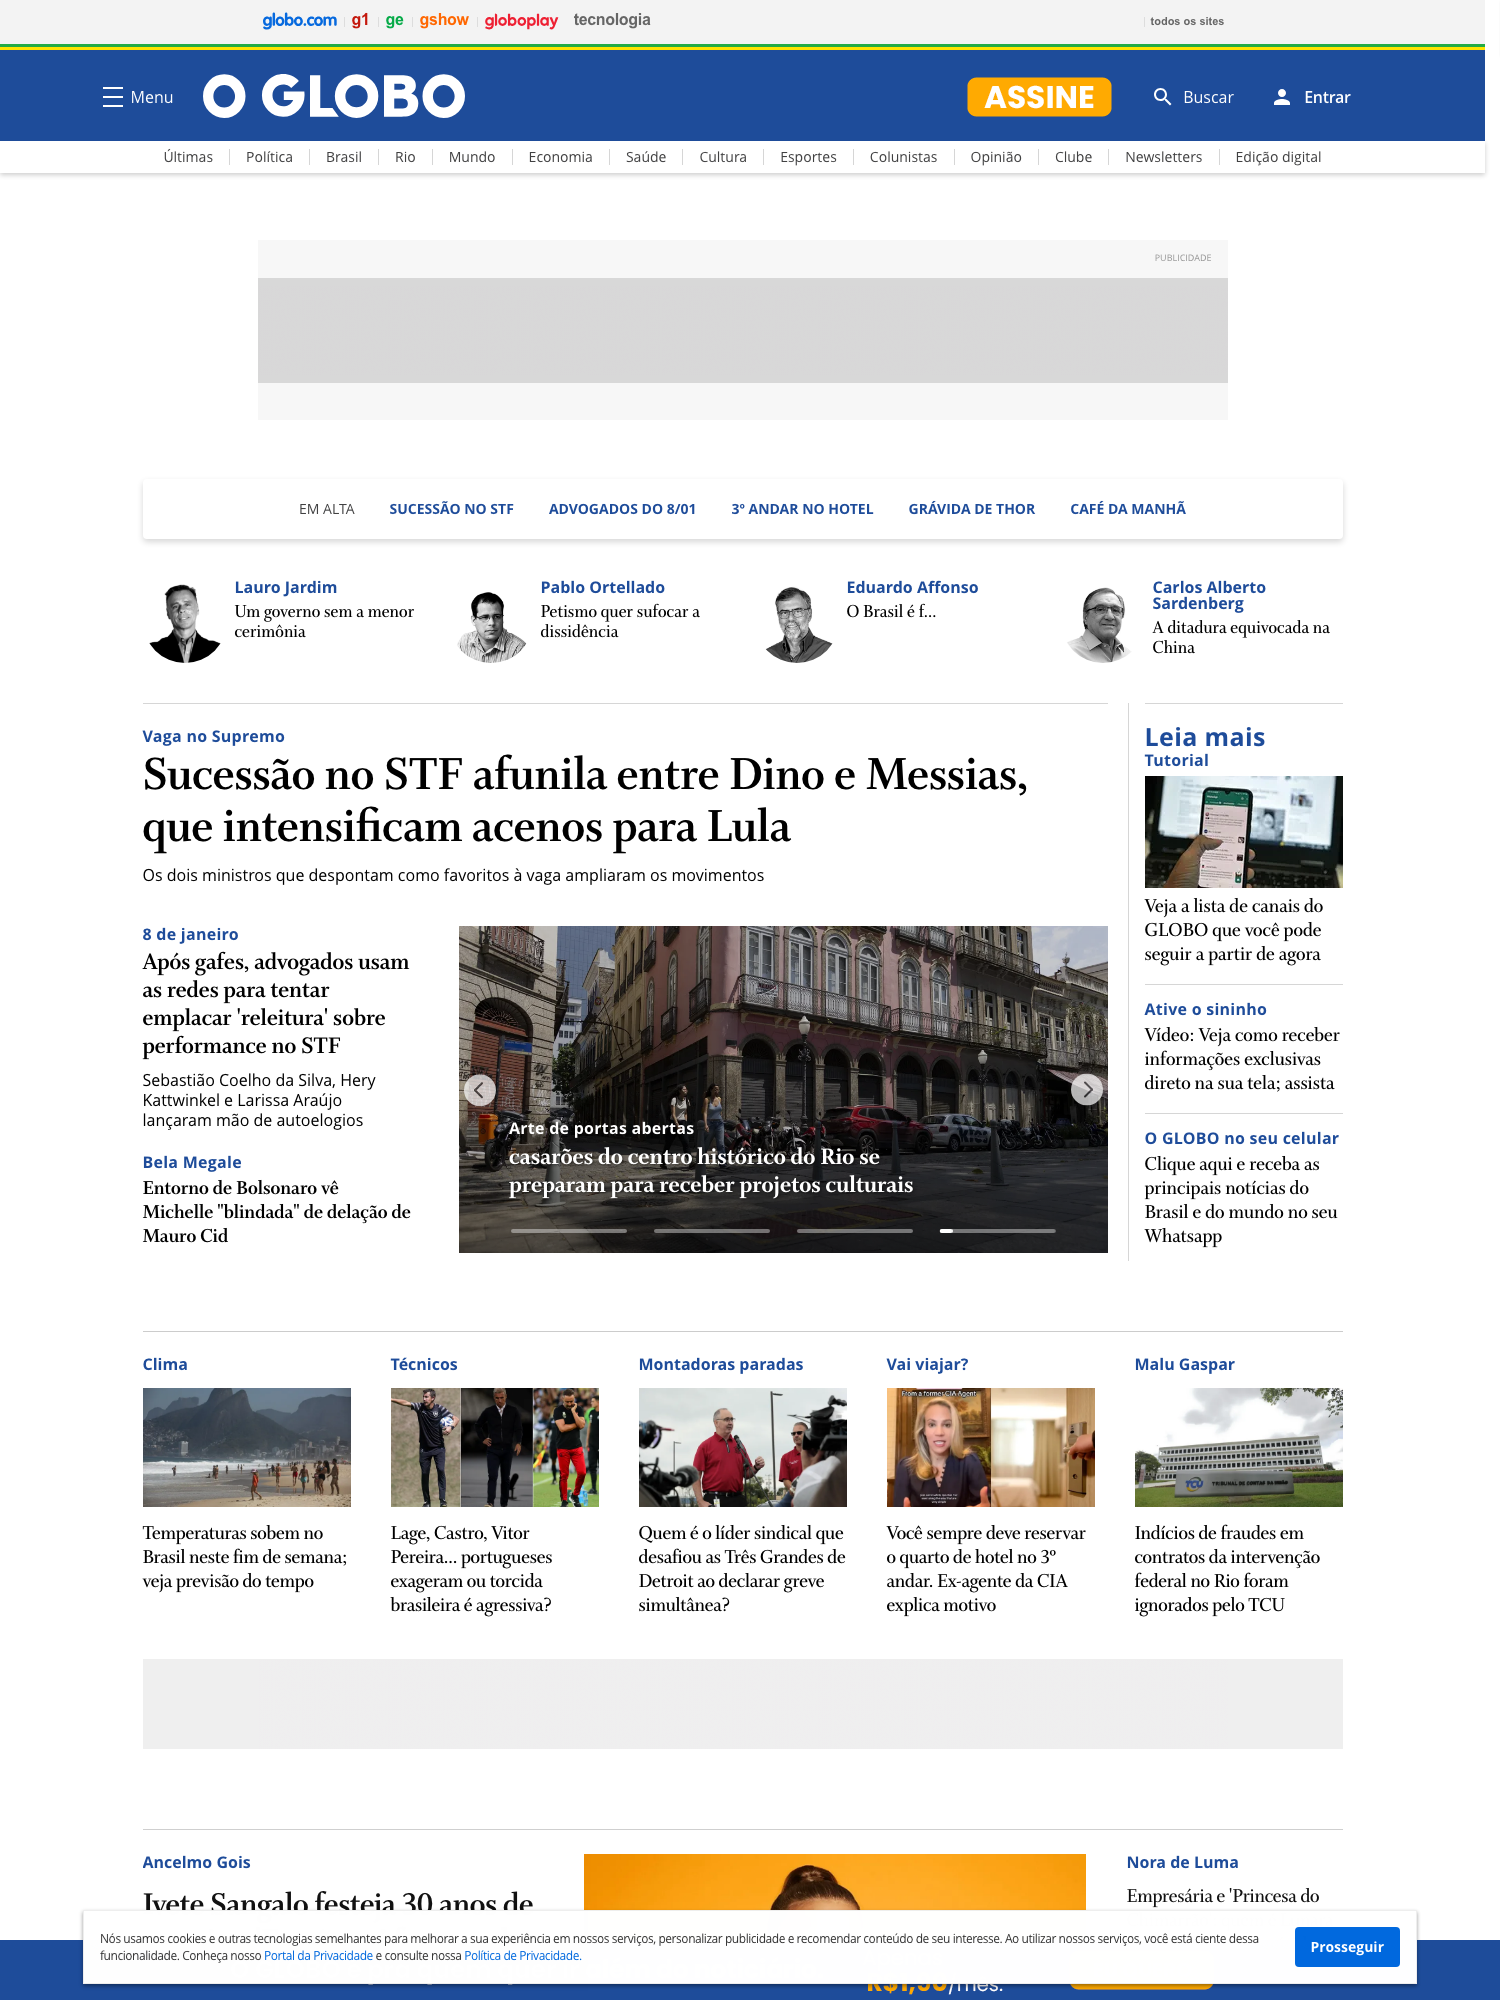 globo.com
g1
ge
gshow
globoplay
tecnologia
todos os sites
Menu
O GLOBO
ASSINE
Buscar
Entrar
Últimas
Política
Brasil
Rio
Mundo
Economia
Saúde
Cultura
Esportes
Colunistas
Opinião
Clube
Newsletters
Edição digital
PUBLICIDADE
EM ALTA
SUCESSÃO NO STF
ADVOGADOS DO 8/01
3º ANDAR NO HOTEL
GRÁVIDA DE THOR
CAFÉ DA MANHÃ
Lauro Jardim
Um governo sem a menor
cerimônia
Pablo Ortellado
Petismo quer sufocar a
dissidência
Eduardo Affonso
O Brasil é f...
Carlos Alberto
Sardenberg
A ditadura equivocada na
China
Vaga no Supremo
Sucessão no STF afunila entre Dino e Messias,
que intensificam acenos para Lula
Os dois ministros que despontam como favoritos à vaga ampliaram os movimentos
8 de janeiro
Após gafes, advogados usam
as redes para tentar
emplacar 'releitura' sobre
performance no STF
Sebastião Coelho da Silva, Hery
Kattwinkel e Larissa Araújo
lançaram mão de autoelogios
Bela Megale
Entorno de Bolsonaro vê
Michelle "blindada" de delação de
Mauro Cid
Arte de portas abertas
casarões do centro histórico do Rio se
preparam para receber projetos culturais
Leia mais
Tutorial
Veja a lista de canais do
GLOBO que você pode
seguir a partir de agora
Ative o sininho
Vídeo: Veja como receber
informações exclusivas
direto na sua tela; assista
O GLOBO no seu celular
Clique aqui e receba as
principais notícias do
Brasil e do mundo no seu
Whatsapp
Clima
Temperaturas sobem no
Brasil neste fim de semana;
veja previsão do tempo
Técnicos
Lage, Castro, Vitor
Pereira... portugueses
exageram ou torcida
brasileira é agressiva?
Montadoras paradas
Quem é o líder sindical que
desafiou as Três Grandes de
Detroit ao declarar greve
simultânea?
Vai viajar?
From a former CIA Agent
Você sempre deve reservar
o quarto de hotel no 3º
andar. Ex-agente da CIA
explica motivo
Malu Gaspar
TCU TRIBUNAL DE CONTAS DA UNIÃO
Indícios de fraudes em
contratos da intervenção
federal no Rio foram
ignorados pelo TCU
Ancelmo Gois
Ivete Sangalo festeja 30 anos de
Nora de Luma
Empresária e 'Princesa do
Nós usamos cookies e outras tecnologias semelhantes para melhorar a sua experiência em nossos serviços, personalizar publicidade e recomendar conteúdo de seu interesse. Ao utilizar nossos serviços, você está ciente dessa
funcionalidade. Conheça nosso Portal da Privacidade e consulte nossa Política de Privacidade.
Prosseguir
R$1,90/mês.